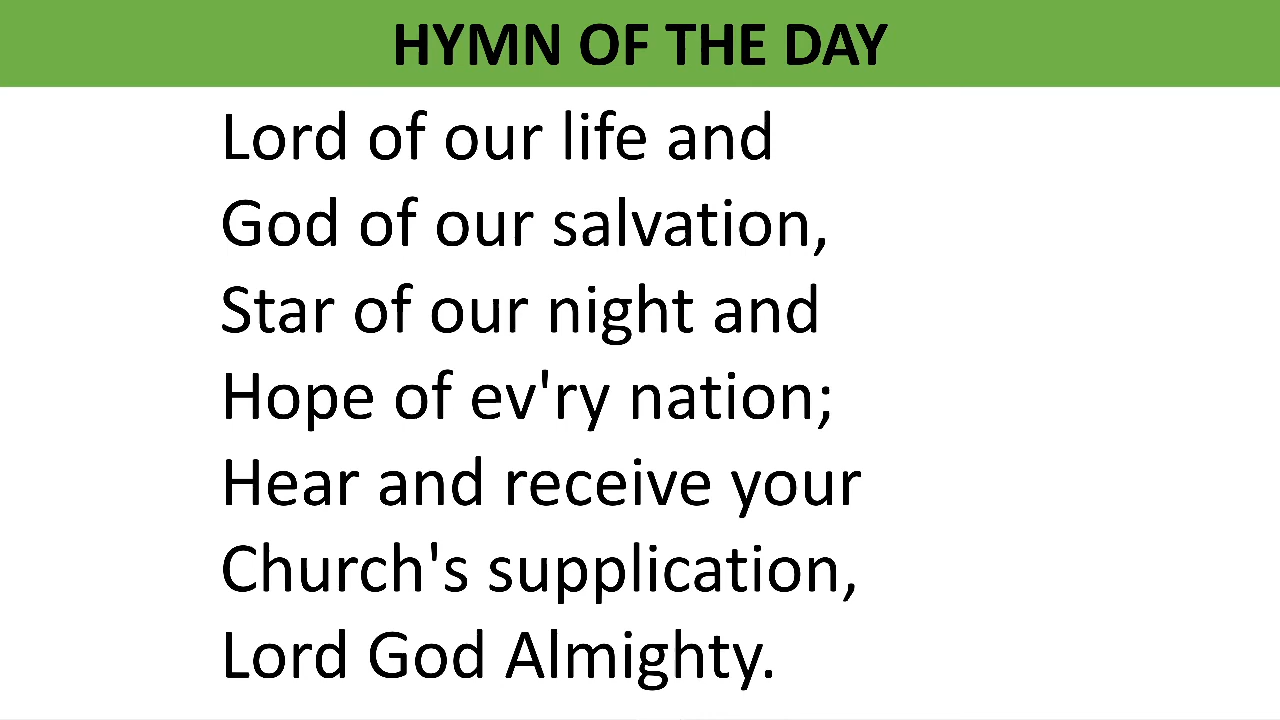 HYMN OF THE DAY
Lord of our life and
God of our salvation,
Star of our night and
Hope of ev'ry nation;
Hear and receive your
Church's supplication,
Lord God Almighty.